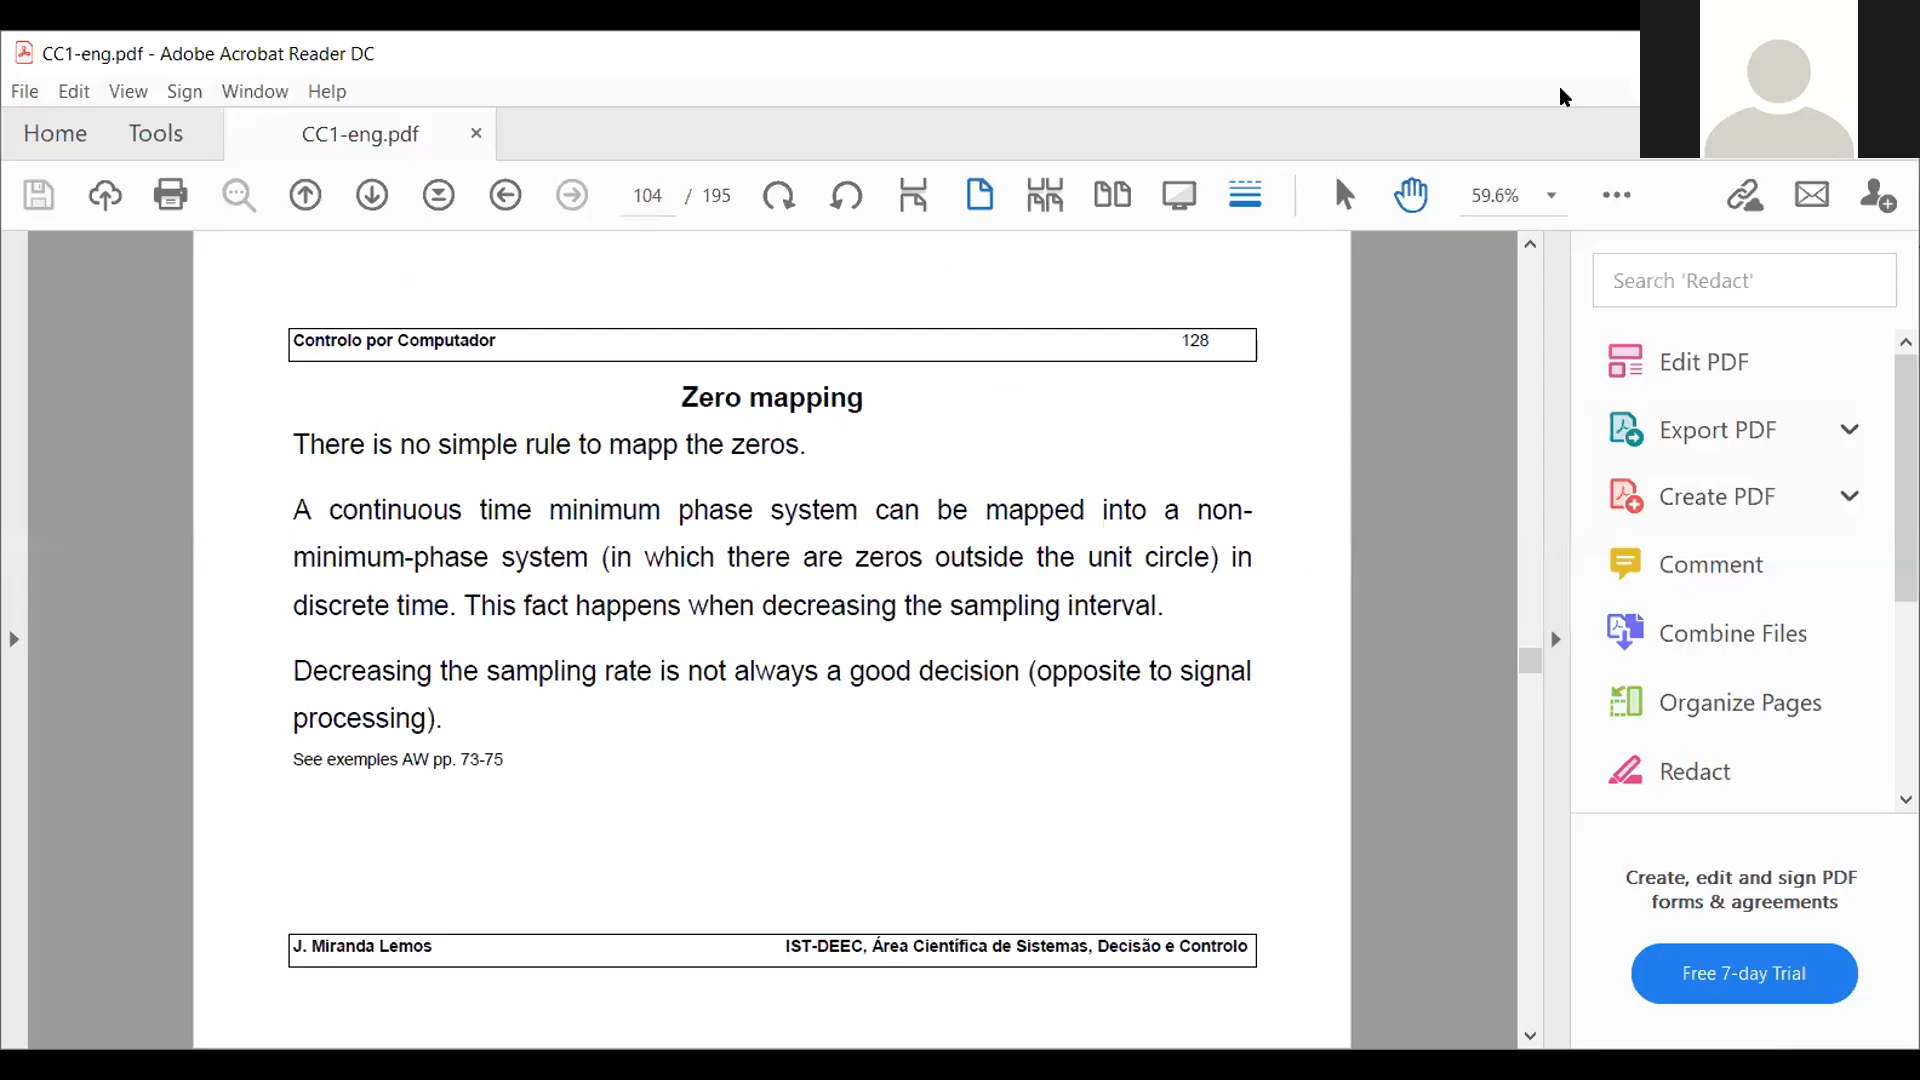 CC1-eng.pdf - Adobe Acrobat Reader DC
File Edit View Sign Window Help
Home Tools CC1-eng.pdf ×
104 / 195 59.6%
Search 'Redact'
Edit PDF
Export PDF
Create PDF
Comment
Combine Files
Organize Pages
Redact
Create, edit and sign PDF
forms & agreements
Free 7-day Trial
Controlo por Computador 128
Zero mapping
There is no simple rule to mapp the zeros.
A continuous time minimum phase system can be mapped into a non-
minimum-phase system (in which there are zeros outside the unit circle) in
discrete time. This fact happens when decreasing the sampling interval.
Decreasing the sampling rate is not always a good decision (opposite to signal
processing).
See exemples AW pp. 73-75
J. Miranda Lemos IST-DEEC, Área Científica de Sistemas, Decisão e Controlo